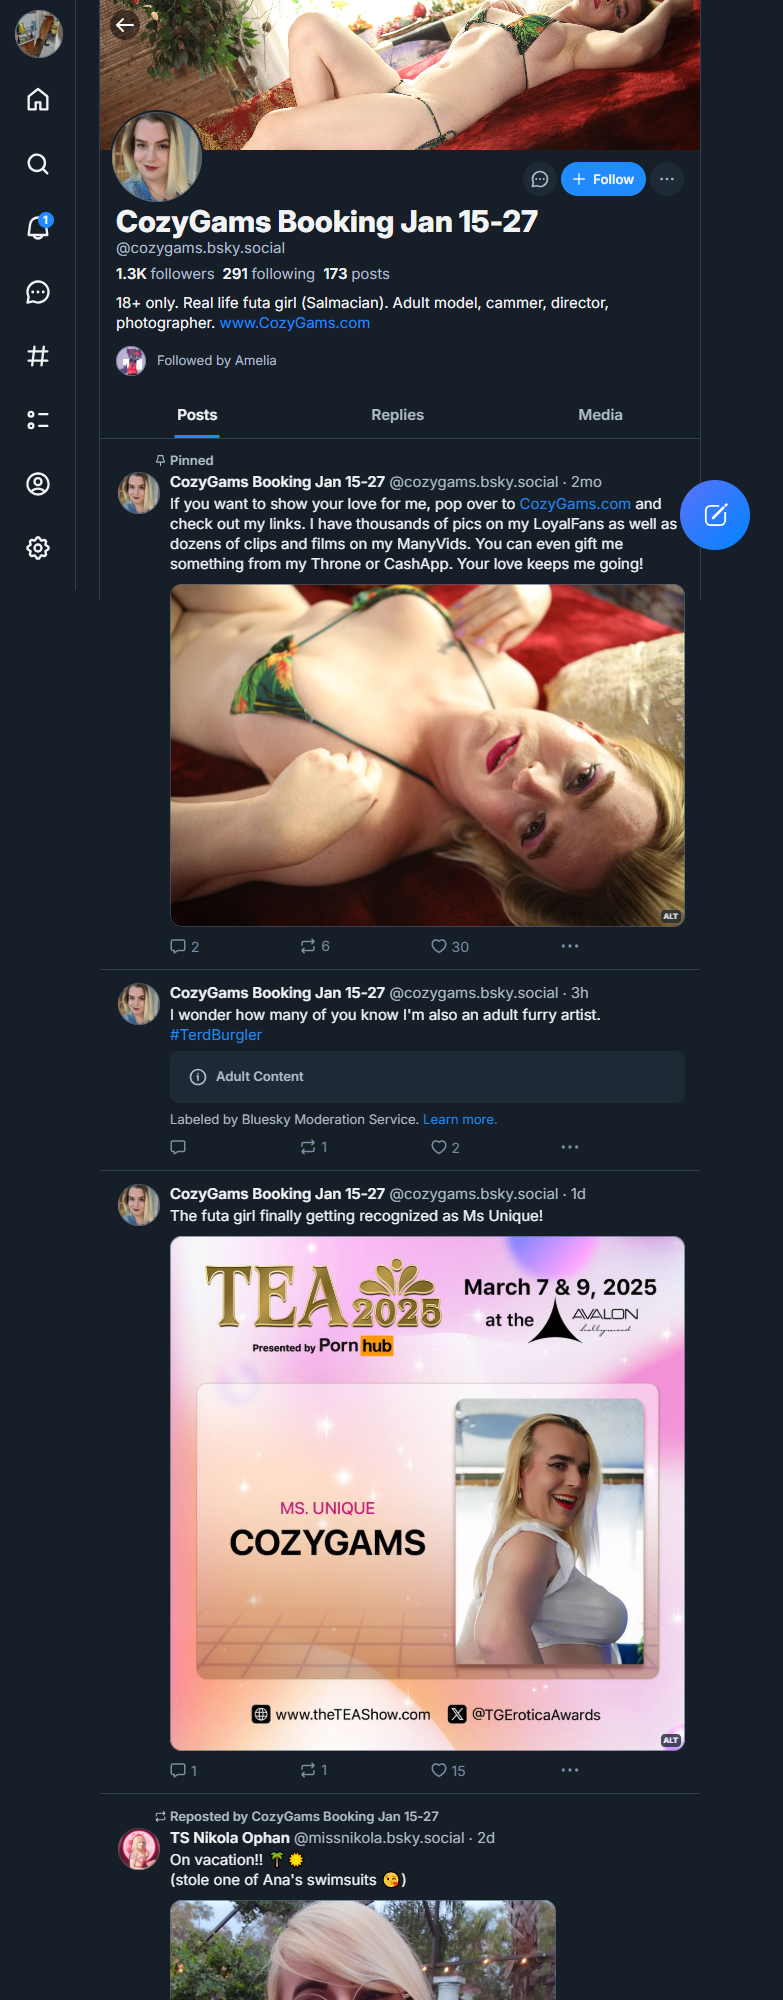 + Follow
CozyGams Booking Jan 15-27
@cozygams.bsky.social
1.3K followers 291 following 173 posts
18+ only. Real life futa girl (Salmacian). Adult model, cammer, director,
photographer. www.CozyGams.com
Followed by Amelia
Posts Replies Media
Pinned
CozyGams Booking Jan 15-27 @cozygams.bsky.social · 2mo
If you want to show your love for me, pop over to CozyGams.com and
check out my links. I have thousands of pics on my LoyalFans as well as
dozens of clips and films on my ManyVids. You can even gift me
something from my Throne or CashApp. Your love keeps me going!
ALT
2 6 30
CozyGams Booking Jan 15-27 @cozygams.bsky.social · 3h
I wonder how many of you know I'm also an adult furry artist.
#TerdBurgler
Adult Content
Labeled by Bluesky Moderation Service. Learn more.
1 2
CozyGams Booking Jan 15-27 @cozygams.bsky.social · 1d
The futa girl finally getting recognized as Ms Unique!
TEA 2025
Presented by Porn hub
March 7 & 9, 2025
at the AVALON
hollywood
MS. UNIQUE
COZYGAMS
www.theTEAShow.com @TGEroticaAwards
ALT
1 1 15
Reposted by CozyGams Booking Jan 15-27
TS Nikola Ophan @missnikola.bsky.social · 2d
On vacation!! 🌴☀️
(stole one of Ana's swimsuits 😘)
1